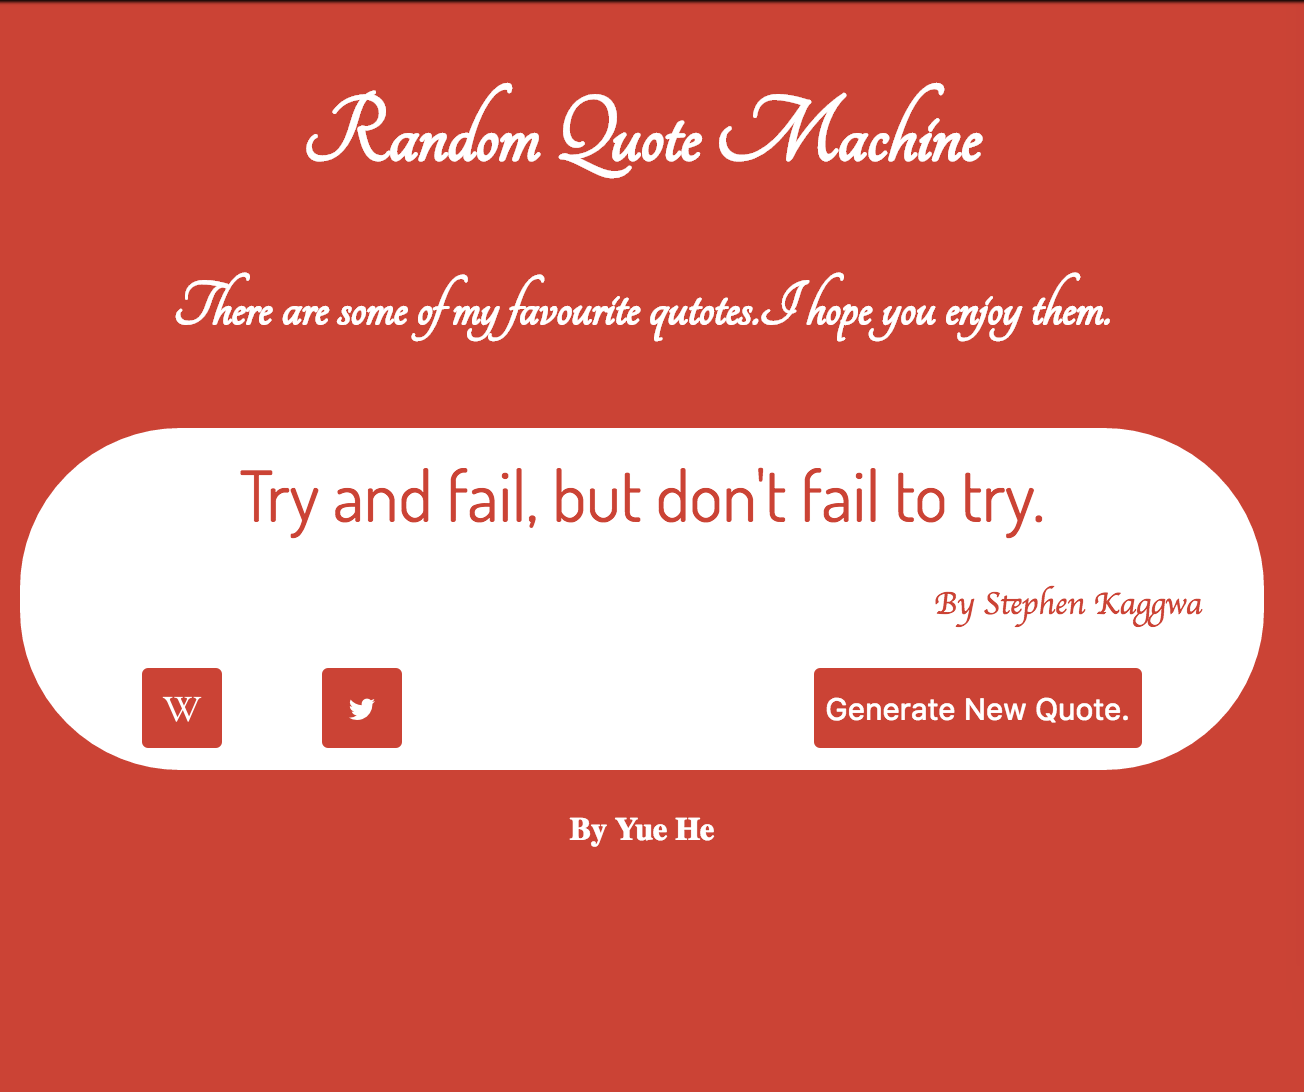 Random Quote Machine
There are some of my favourite qutotes.I hope you enjoy them.
Try and fail, but don't fail to try.
By Stephen Kaggwa
W
Generate New Quote.
By Yue He